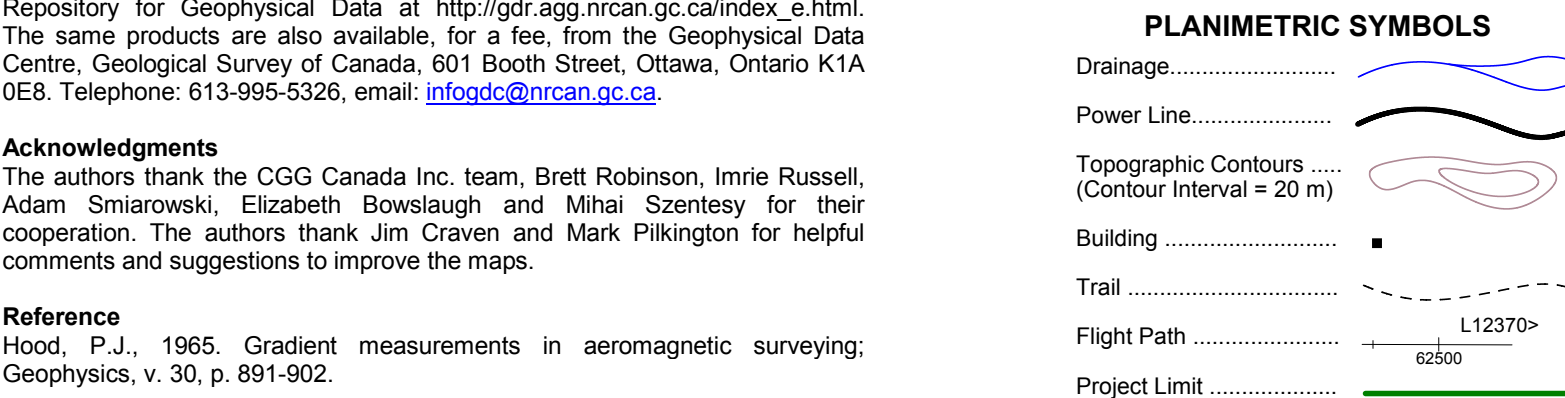 Repository for Geophysical Data at http://gdr.agg.nrcan.gc.ca/index_e.html.
The same products are also available, for a fee, from the Geophysical Data
Centre, Geological Survey of Canada, 601 Booth Street, Ottawa, Ontario K1A
0E8. Telephone: 613-995-5326, email: infogdc@nrcan.gc.ca.
Acknowledgments
The authors thank the CGG Canada Inc. team, Brett Robinson, Imrie Russell,
Adam Smiarowski, Elizabeth Bowslaugh and Mihai Szentesy for their
cooperation. The authors thank Jim Craven and Mark Pilkington for helpful
comments and suggestions to improve the maps.
Reference
Hood, P.J., 1965. Gradient measurements in aeromagnetic surveying;
Geophysics, v. 30, p. 891-902.
PLANIMETRIC SYMBOLS
Drainage..........................
Power Line......................
Topographic Contours .....
(Contour Interval = 20 m)
Building ...........................
Trail .................................
Flight Path .......................
L12370>
62500
Project Limit ....................